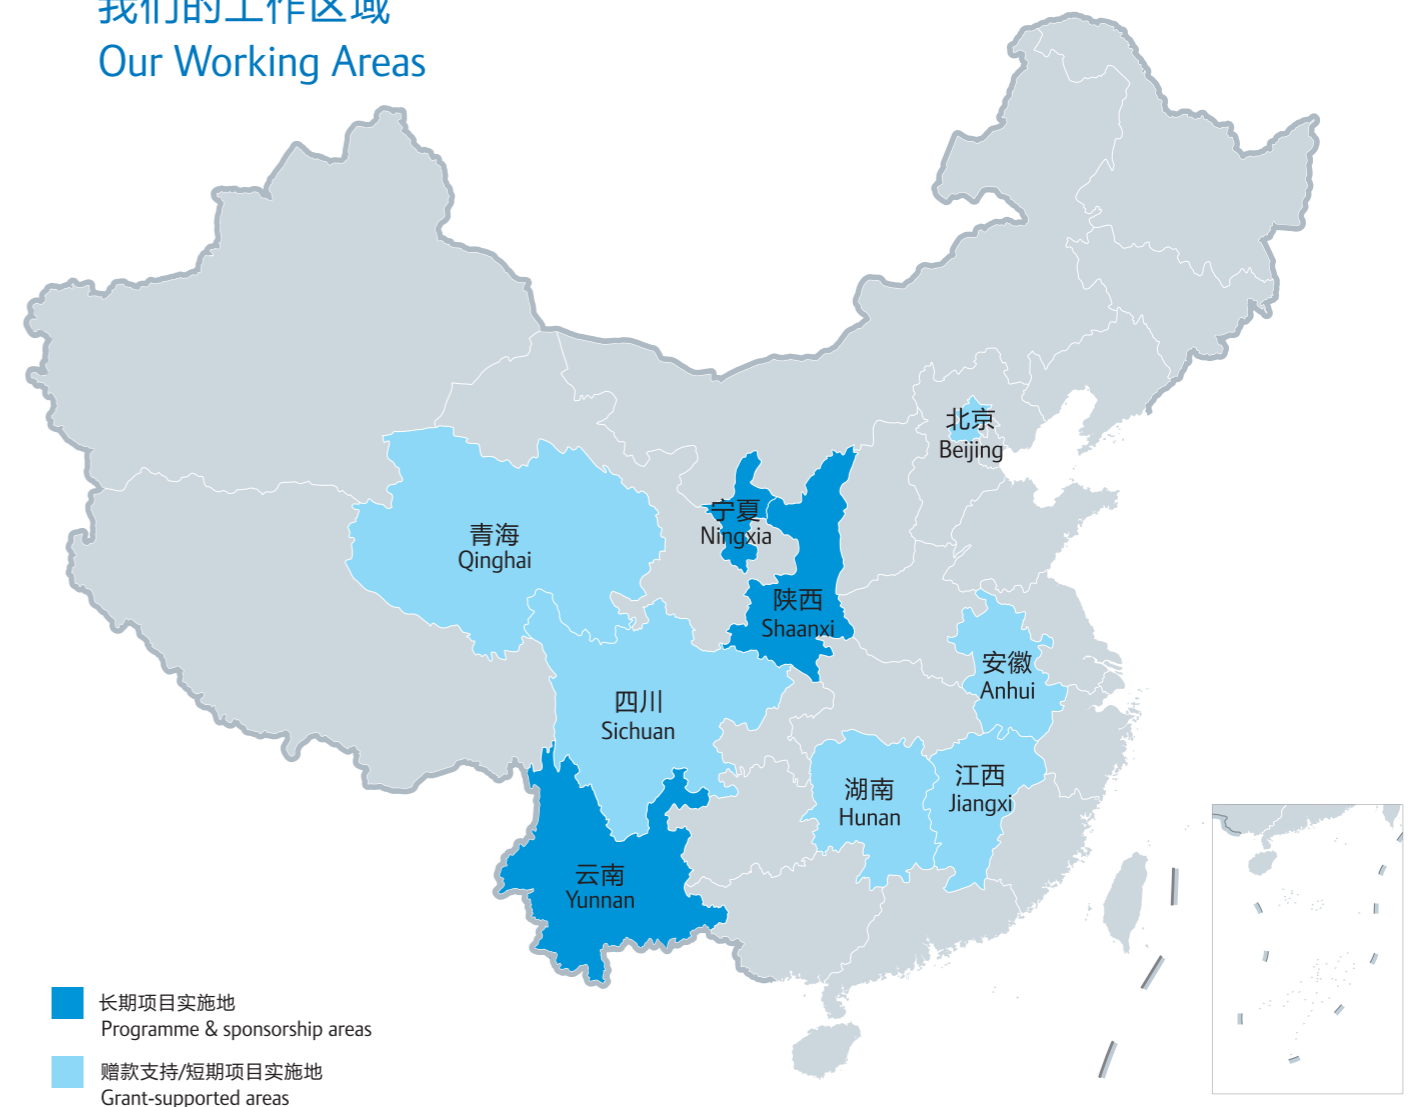 我们的工作区域
Our Working Areas
北京
Beijing
宁夏
Ningxia
青海
Qinghai
陕西
Shaanxi
安徽
Anhui
四川
Sichuan
江西
Jiangxi
湖南
Hunan
云南
Yunnan
长期项目实施地
Programme & sponsorship areas
赠款支持/短期项目实施地
Grant-supported areas